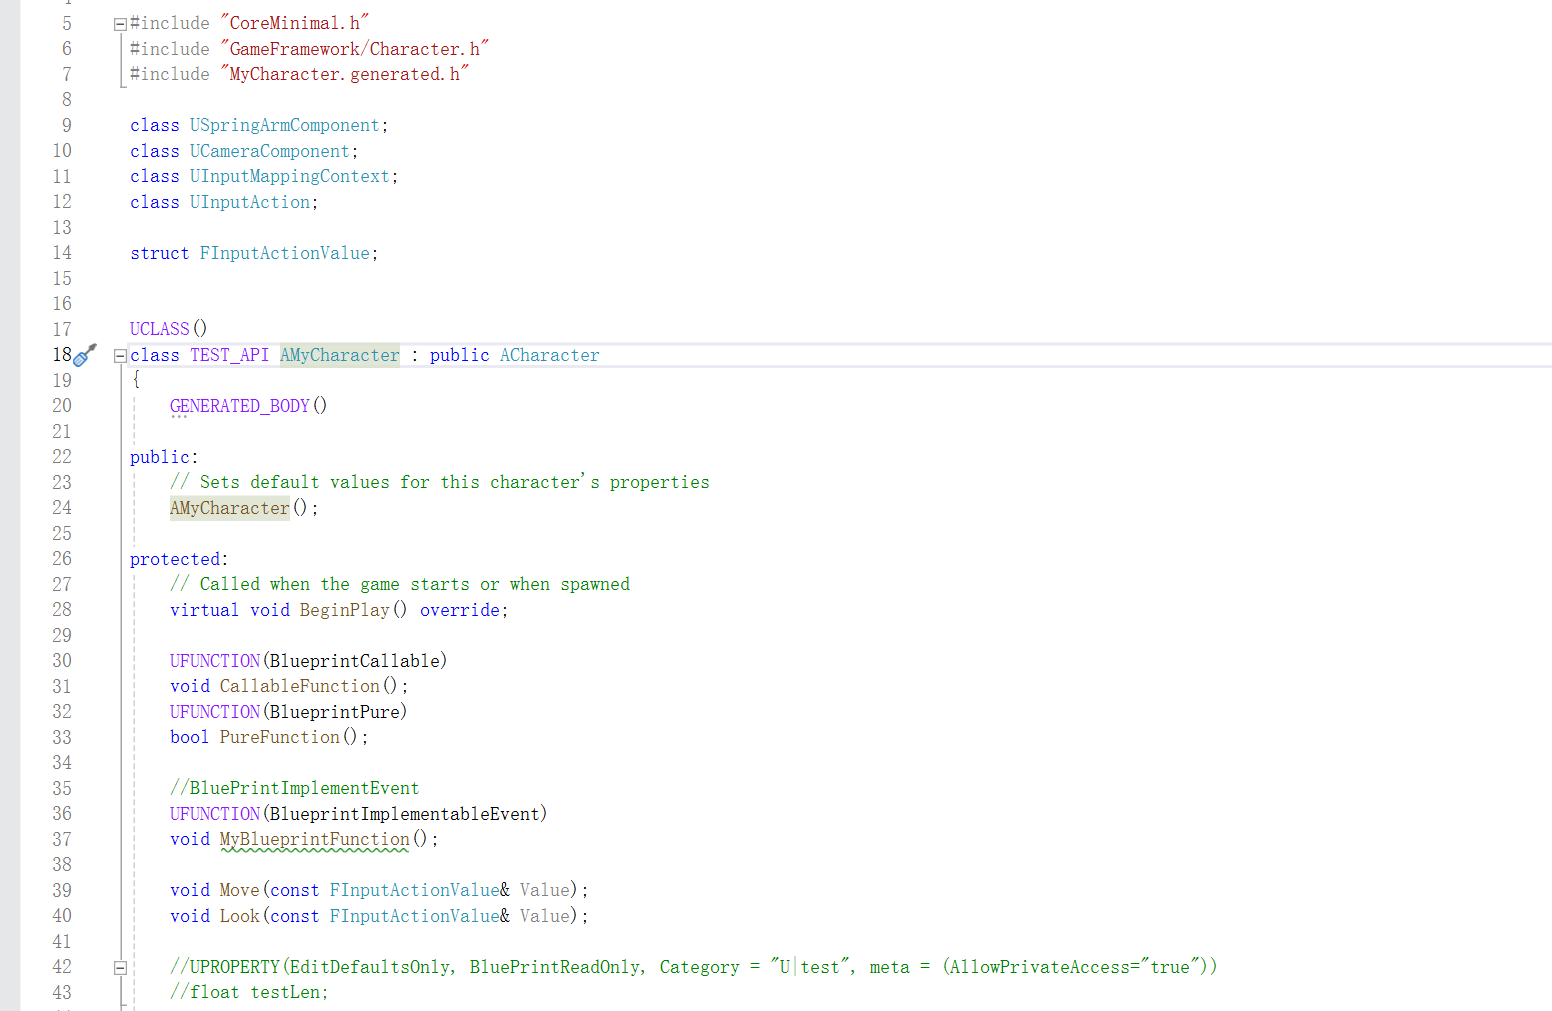 5 #include "CoreMinimal.h"
6 #include "GameFramework/Character.h"
7 #include "MyCharacter.generated.h"
8
9 class USpringArmComponent;
10 class UCameraComponent;
11 class UInputMappingContext;
12 class UInputAction;
13
14 struct FInputActionValue;
15
16
17 UCLASS()
18 class TEST_API AMyCharacter : public ACharacter
19 {
20 GENERATED_BODY()
21
22 public:
23 // Sets default values for this character's properties
24 AMyCharacter();
25
26 protected:
27 // Called when the game starts or when spawned
28 virtual void BeginPlay() override;
29
30 UFUNCTION(BlueprintCallable)
31 void CallableFunction();
32 UFUNCTION(BlueprintPure)
33 bool PureFunction();
34
35 //BluePrintImplementEvent
36 UFUNCTION(BlueprintImplementableEvent)
37 void MyBlueprintFunction();
38
39 void Move(const FInputActionValue& Value);
40 void Look(const FInputActionValue& Value);
41
42 //UPROPERTY(EditDefaultsOnly, BluePrintReadOnly, Category = "U|test", meta = (AllowPrivateAccess="true"))
43 //float testLen;